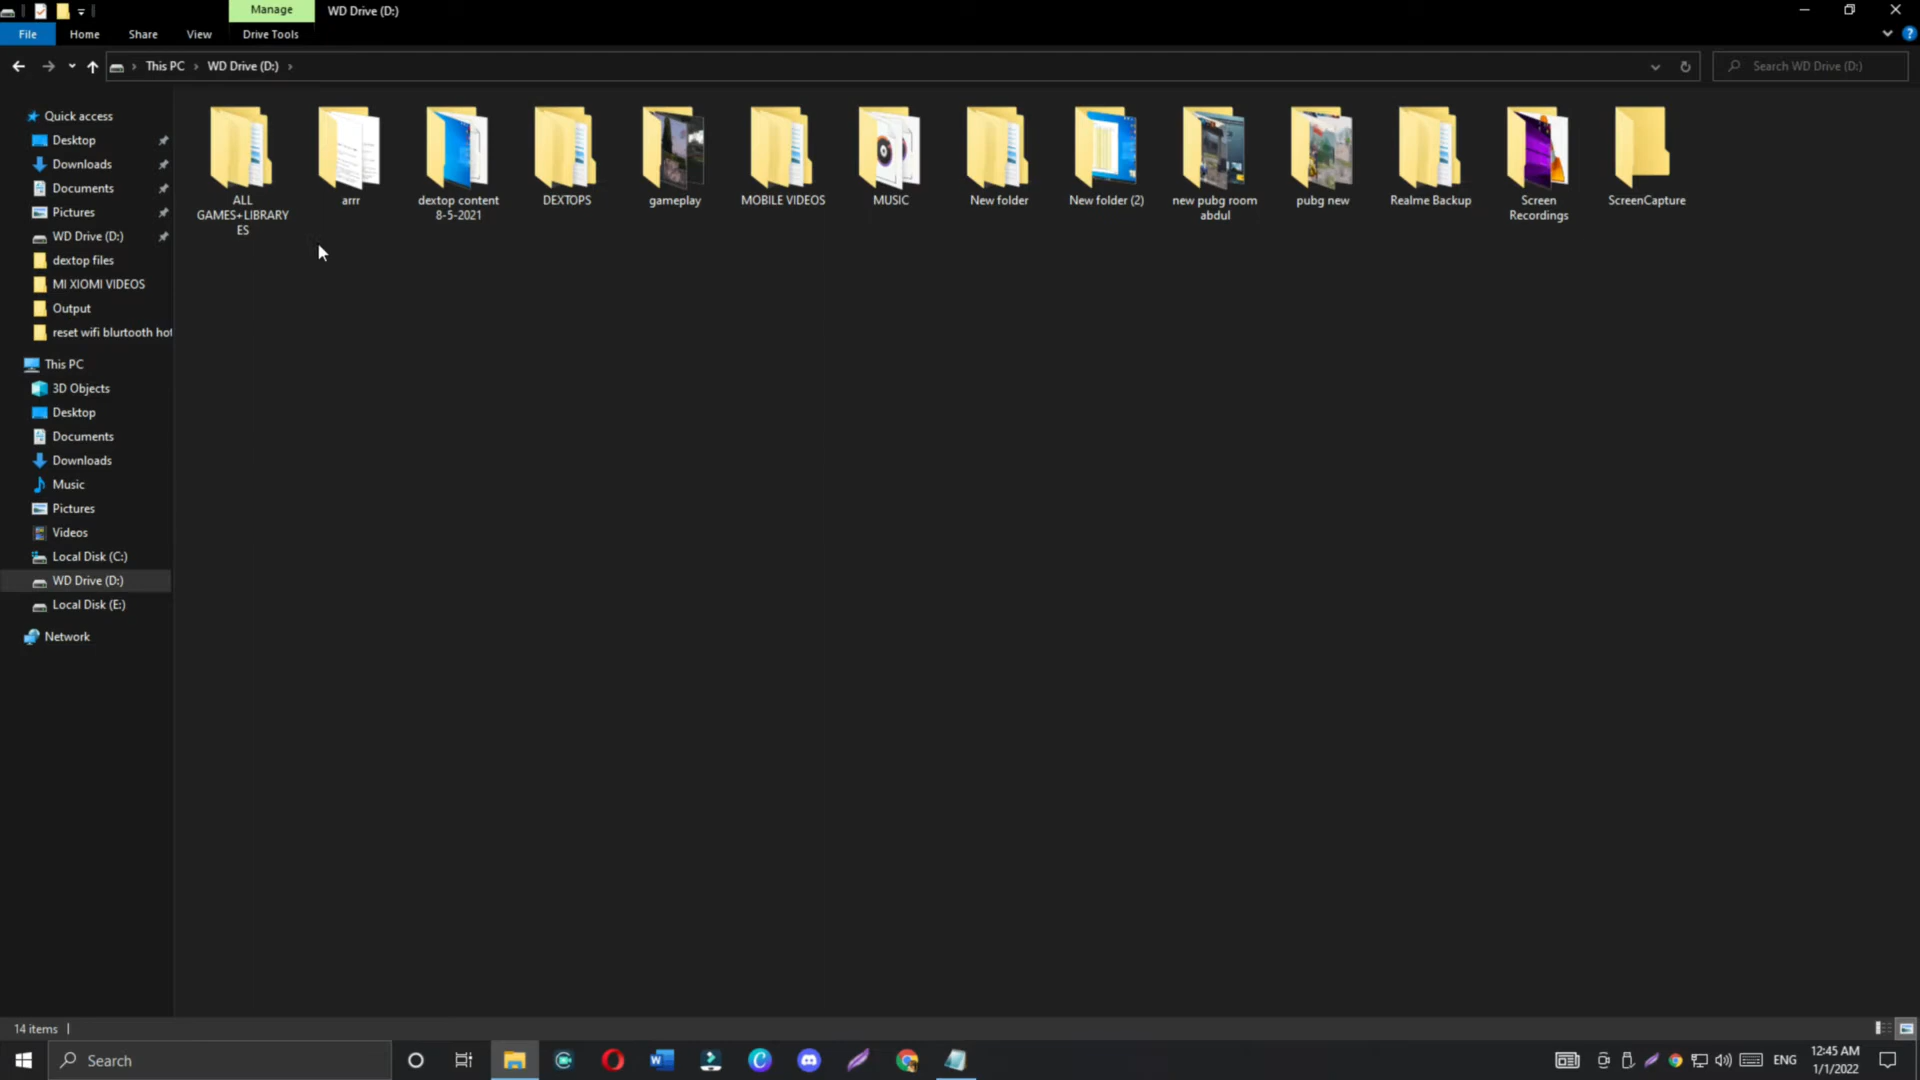 Manage
WD Drive (D:)
File
Home
Share
View
Drive Tools
This PC
WD Drive (D:)
Search WD Drive (D:)
Quick access
Desktop
Downloads
Documents
Pictures
WD Drive (D:)
dextop files
MI XIOMI VIDEOS
Output
reset wifi blurtooth hot
This PC
3D Objects
Desktop
Documents
Downloads
Music
Pictures
Videos
Local Disk (C:)
WD Drive (D:)
Local Disk (E:)
Network
ALL
GAMES+LIBRARY
ES
arrr
dextop content
8-5-2021
DEXTOPS
gameplay
MOBILE VIDEOS
MUSIC
New folder
New folder (2)
new pubg room
abdul
pubg new
Realme Backup
Screen
Recordings
ScreenCapture
14 items
Search
ENG
12:45 AM
1/1/2022